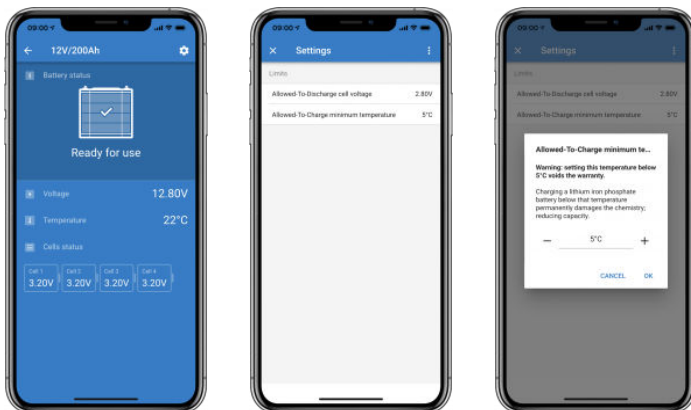 09:00
12V/200Ah
Battery status
Ready for use
Voltage 12.80V
Temperature 22°C
Cells status
Cell 1 Cell 2 Cell 3 Cell 4
3.20V 3.20V 3.20V 3.20V
09:00
Settings
Limits
Allowed-To-Discharge cell voltage 2.80V
Allowed-To-Charge minimum temperature 5°C
09:00
Settings
Limits
Allowed-To-Discharge cell voltage 2.80V
Allowed-To-Charge minimum temperature 5°C
Allowed-To-Charge minimum te...
Warning: setting this temperature below
5°C voids the warranty.
Charging a lithium iron phosphate
battery below that temperature
permanently damages the chemistry,
reducing capacity.
5°C
CANCEL OK